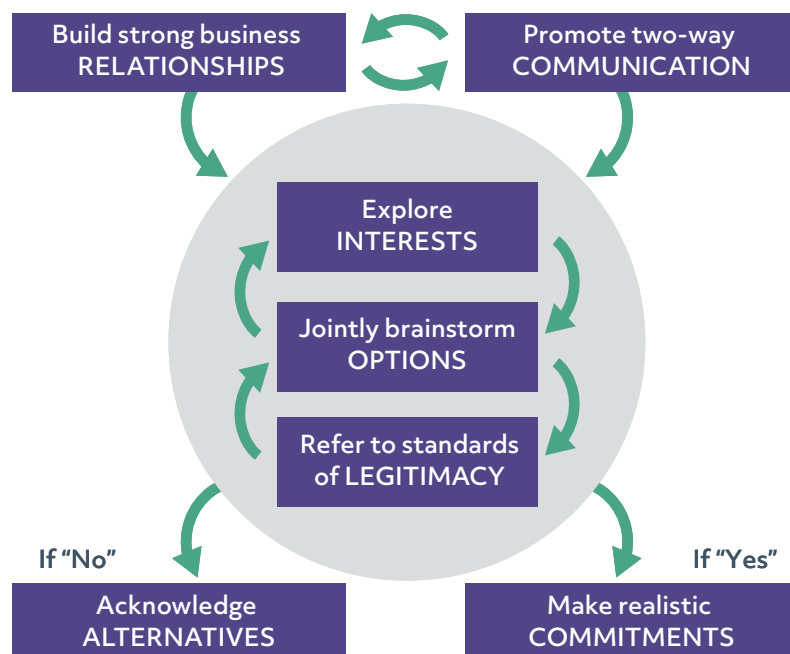 Build strong business
RELATIONSHIPS
Promote two-way
COMMUNICATION
Explore
INTERESTS
Jointly brainstorm
OPTIONS
Refer to standards
of LEGITIMACY
If “No”
If “Yes”
Acknowledge
ALTERNATIVES
Make realistic
COMMITMENTS